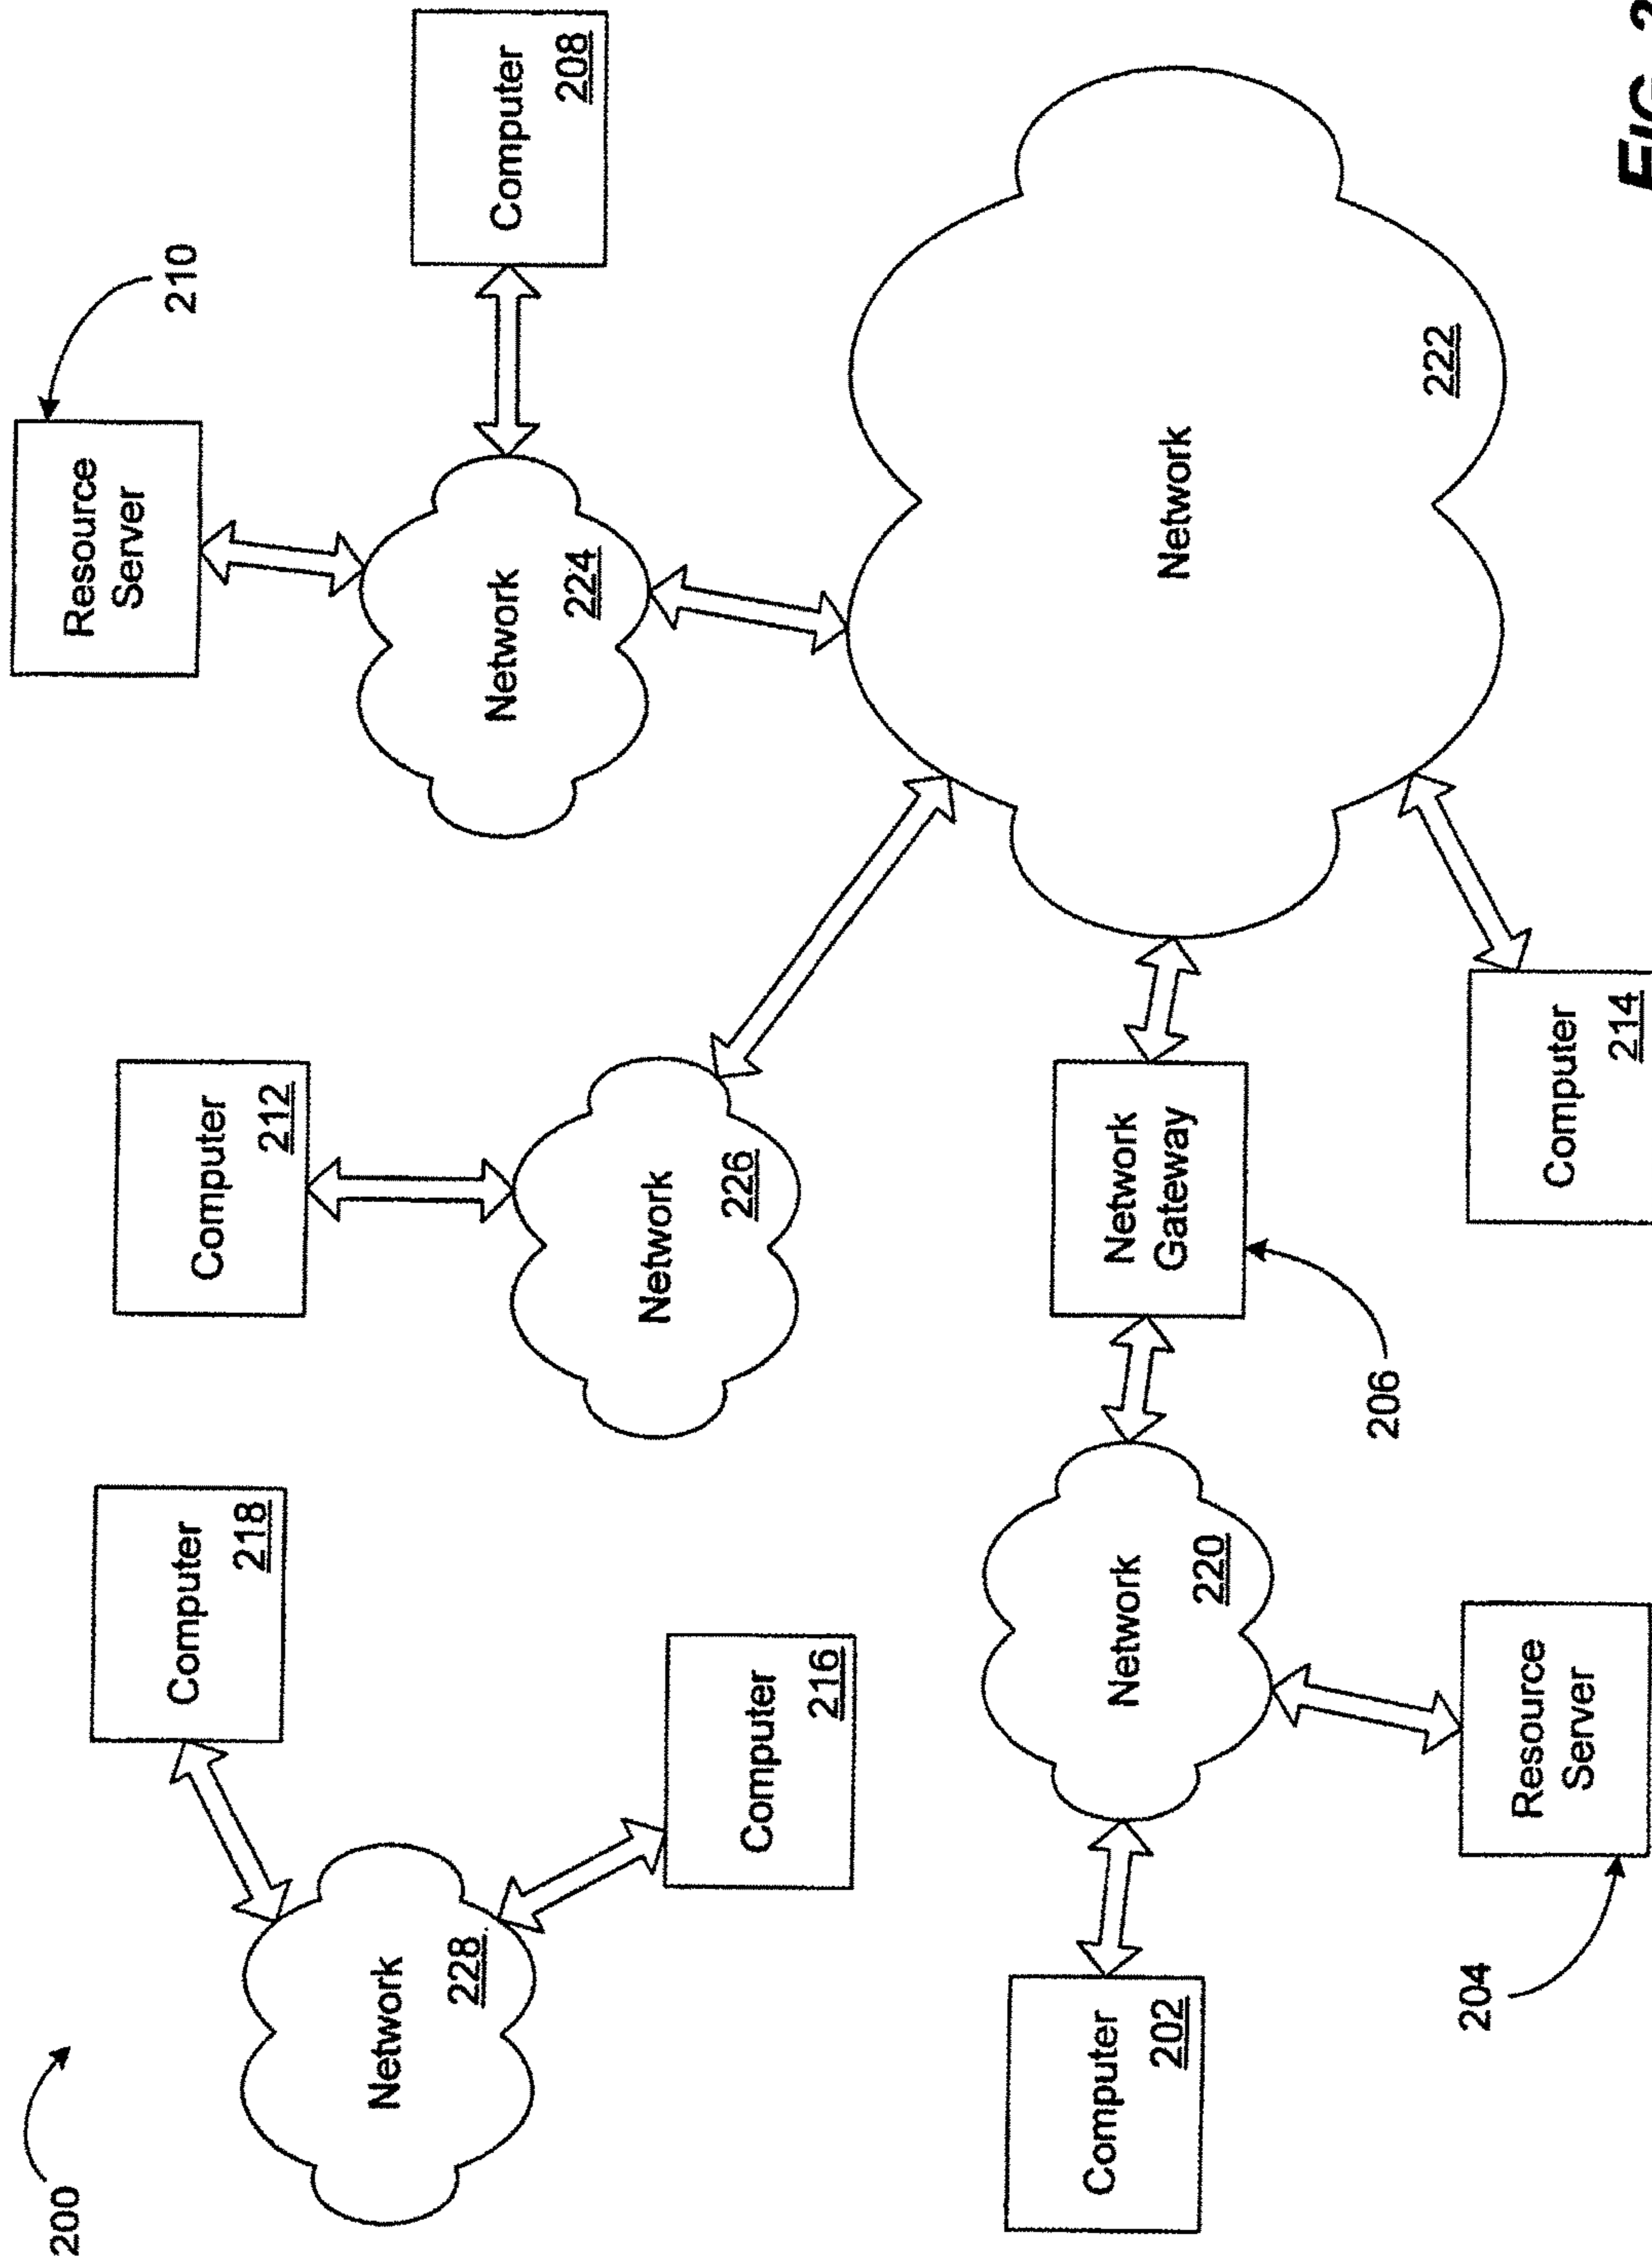 200
Resource
Server
210
Computer
218
Computer
212
Network
228
Network
224
Computer
208
Network
226
Computer
216
Computer
202
Network
220
Network
Gateway
206
Network
222
204
Resource
Server
Computer
214
FIG. 2